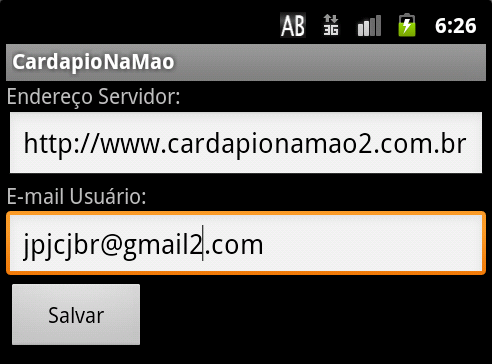 AB 3G 6:26
CardapioNaMao
Endereço Servidor:
http://www.cardapionamao2.com.br
E-mail Usuário:
jpjcjbr@gmail2.com
Salvar